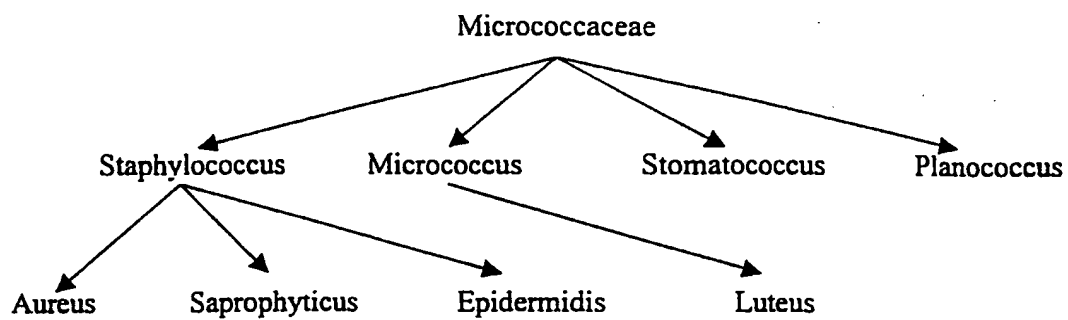 Micrococcaceae
Staphylococcus Micrococcus Stomatococcus Planococcus
Aureus Saprophyticus Epidermidis Luteus